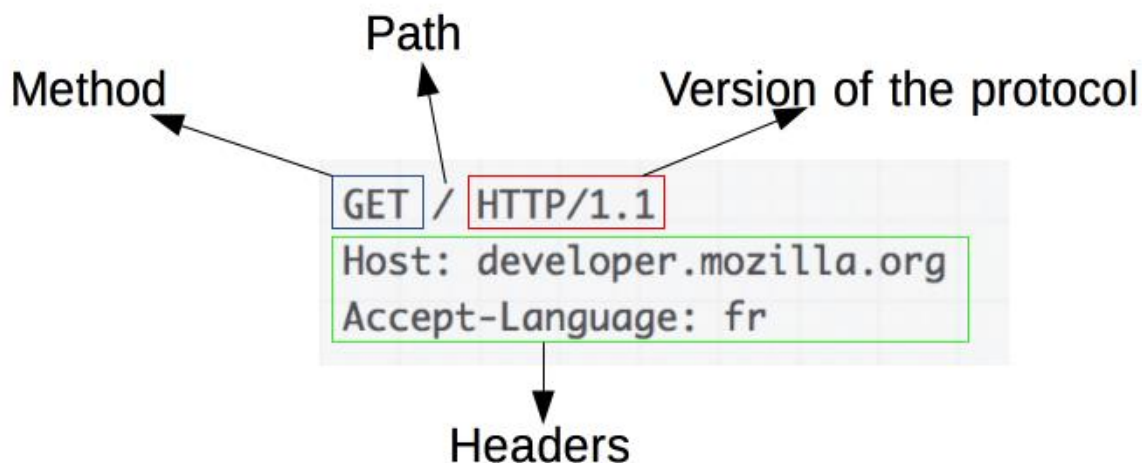 Path
Method
Version of the protocol
GET / HTTP/1.1
Host: developer.mozilla.org
Accept-Language: fr
Headers